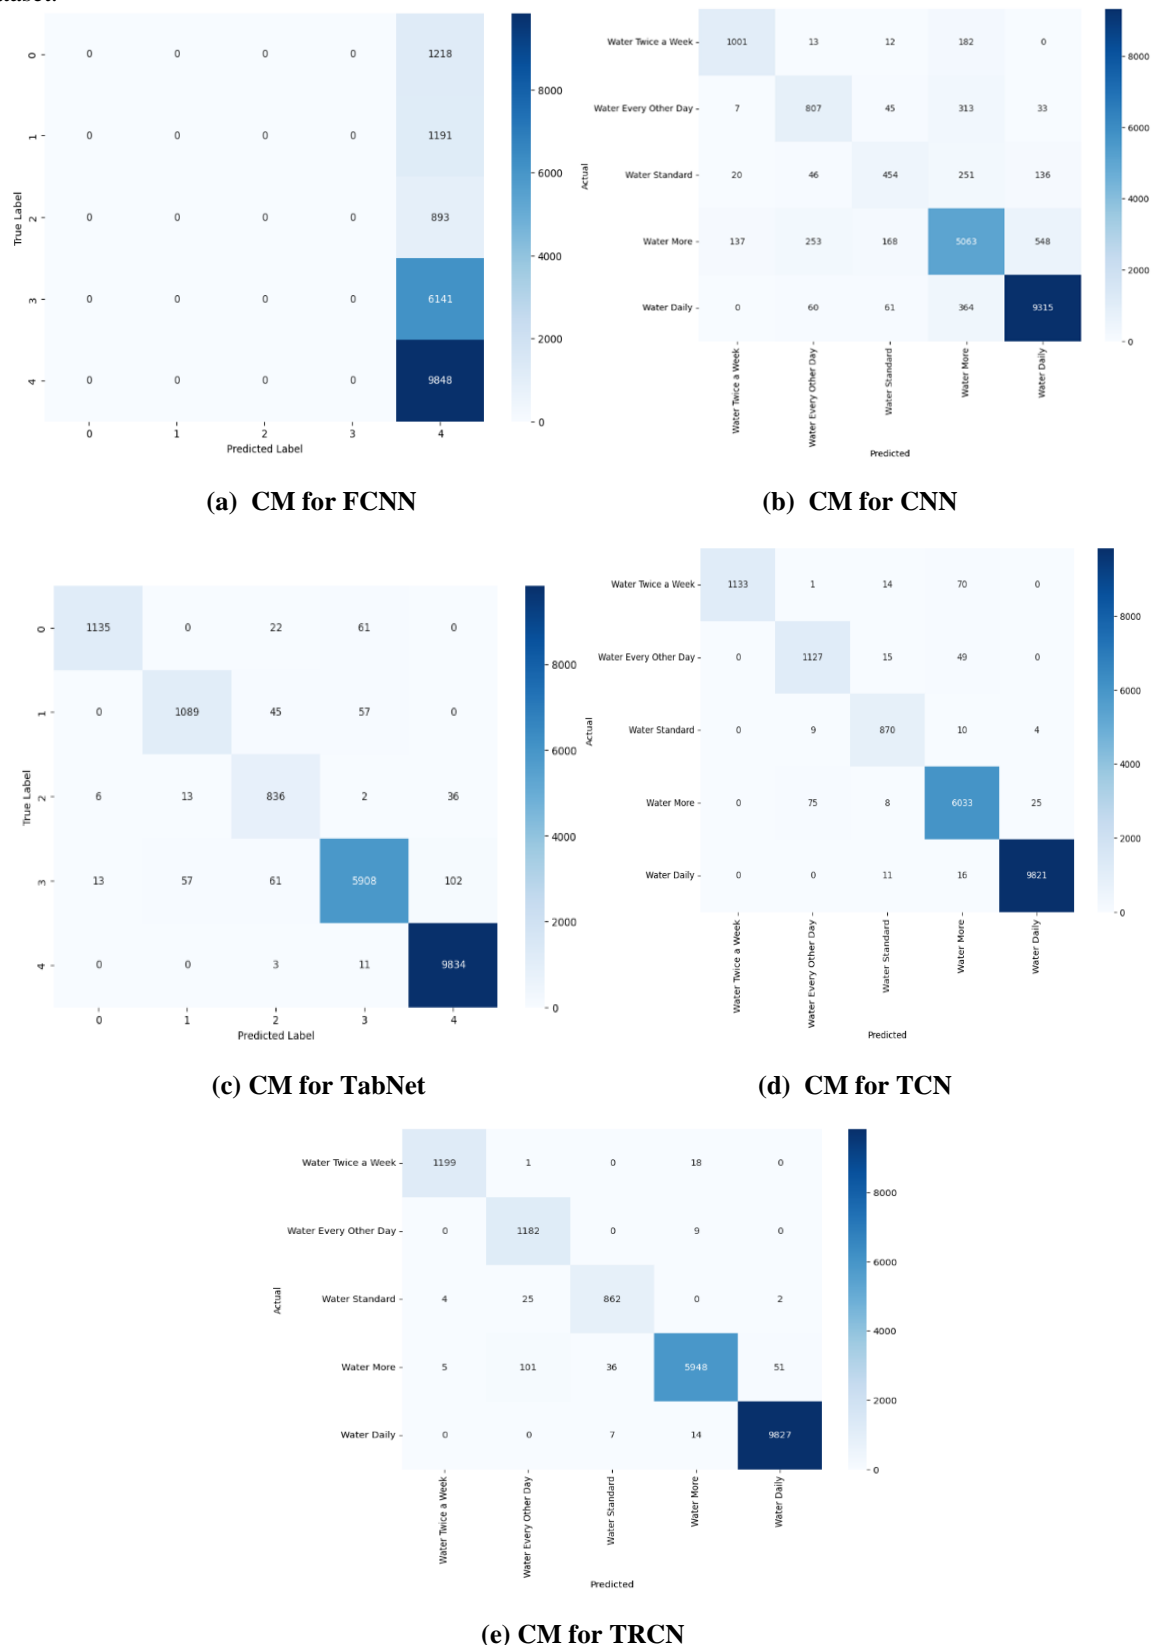 0 0 0 0 0 1218
1 0 0 0 0 1191
2 0 0 0 0 893
3 0 0 0 0 6141
4 0 0 0 0 9848
0 1 2 3 4
True Label
Predicted Label
8000
6000
4000
2000
0
Water Twice a Week 1001 13 12 182 0
Water Every Other Day 7 807 45 313 33
Water Standard 20 46 454 251 136
Water More 137 253 168 5063 548
Water Daily 0 60 61 364 9315
Water Twice a Week
Water Every Other Day
Water Standard
Water More
Water Daily
Actual
Predicted
8000
6000
4000
2000
0
(a) CM for FCNN
(b) CM for CNN
0 1135 0 22 61 0
1 0 1089 45 57 0
2 6 13 836 2 36
3 13 57 61 5908 102
4 0 0 3 11 9834
0 1 2 3 4
True Label
Predicted Label
8000
6000
4000
2000
0
Water Twice a Week 1133 1 14 70 0
Water Every Other Day 0 1127 15 49 0
Water Standard 0 9 870 10 4
Water More 0 75 8 6033 25
Water Daily 0 0 11 16 9821
Water Twice a Week
Water Every Other Day
Water Standard
Water More
Water Daily
Actual
Predicted
8000
6000
4000
2000
0
(c) CM for TabNet
(d) CM for TCN
Water Twice a Week 1199 1 0 18 0
Water Every Other Day 0 1182 0 9 0
Water Standard 4 25 862 0 2
Water More 5 101 36 5948 51
Water Daily 0 0 7 14 9827
Water Twice a Week
Water Every Other Day
Water Standard
Water More
Water Daily
Actual
Predicted
8000
6000
4000
2000
0
(e) CM for TRCN